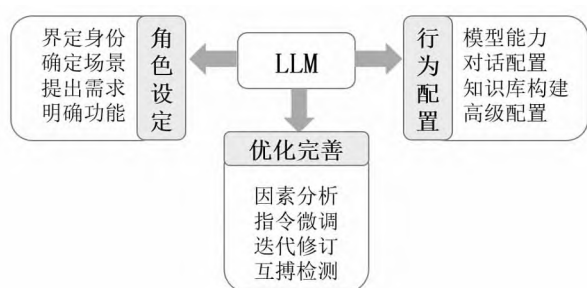 界定身份
确定场景
提出需求
明确功能
角色设定
LLM
行为配置
模型能力
对话配置
知识库构建
高级配置
优化完善
因素分析
指令微调
迭代修订
互搏检测